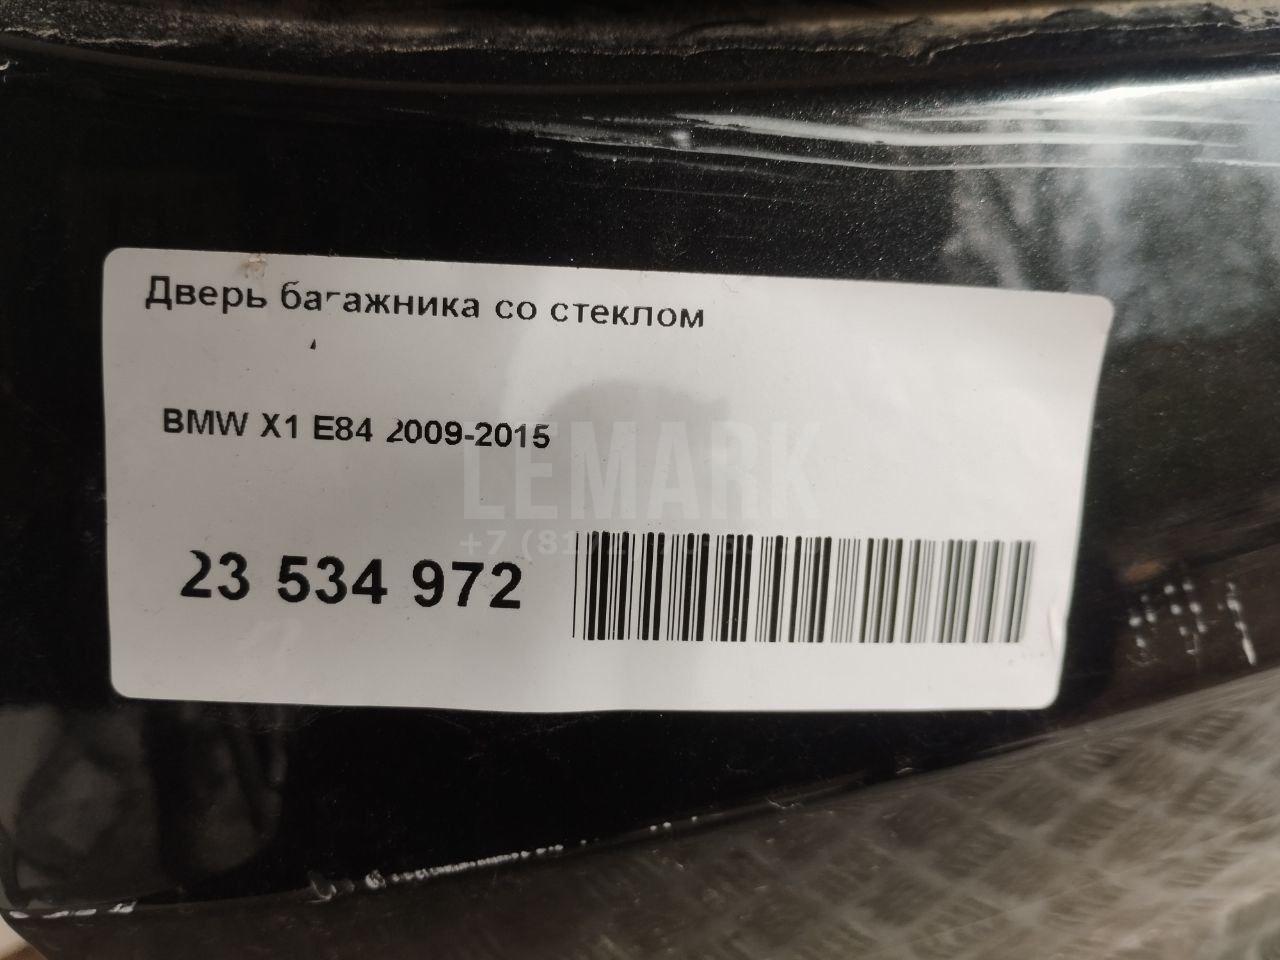 Дверь багажника со стеклом
BMW X1 E84 2009-2015
LEMARK
23 534 972